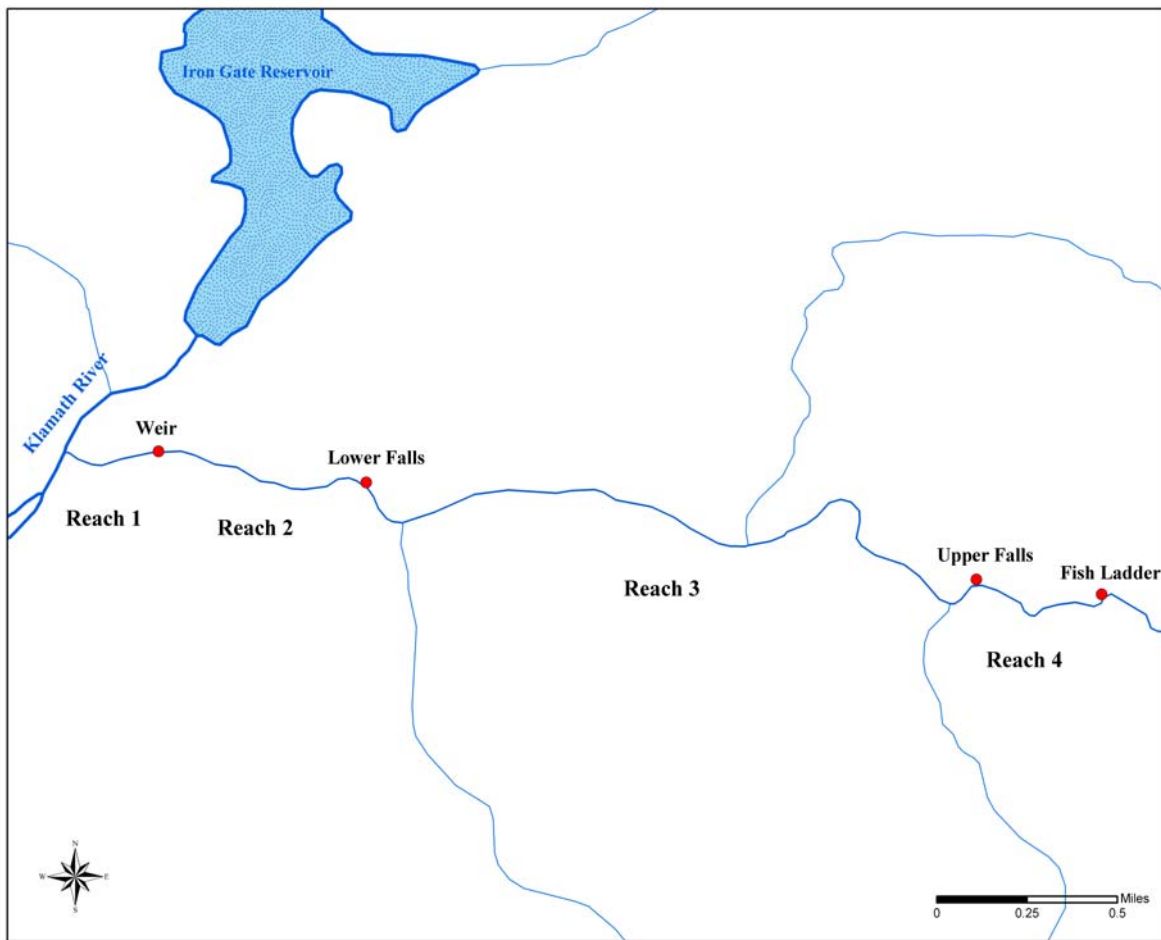 Iron Gate Reservoir
Klamath River
Weir
Lower Falls
Reach 1
Reach 2
Upper Falls
Fish Ladder
Reach 3
Reach 4
N
W E
S
Miles
0 0.25 0.5